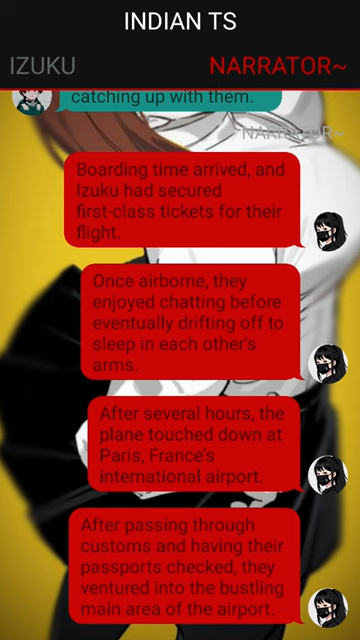 INDIAN TS
IZUKU
NARRATOR~
catching up with them.
NARRATOR~
Boarding time arrived, and
Izuku had secured
first-class tickets for their
flight.
Once airborne, they
enjoyed chatting before
eventually drifting off to
sleep in each other's
arms.
After several hours, the
plane touched down at
Paris, France's
international airport.
After passing through
customs and having their
passports checked, they
ventured into the bustling
main area of the airport.